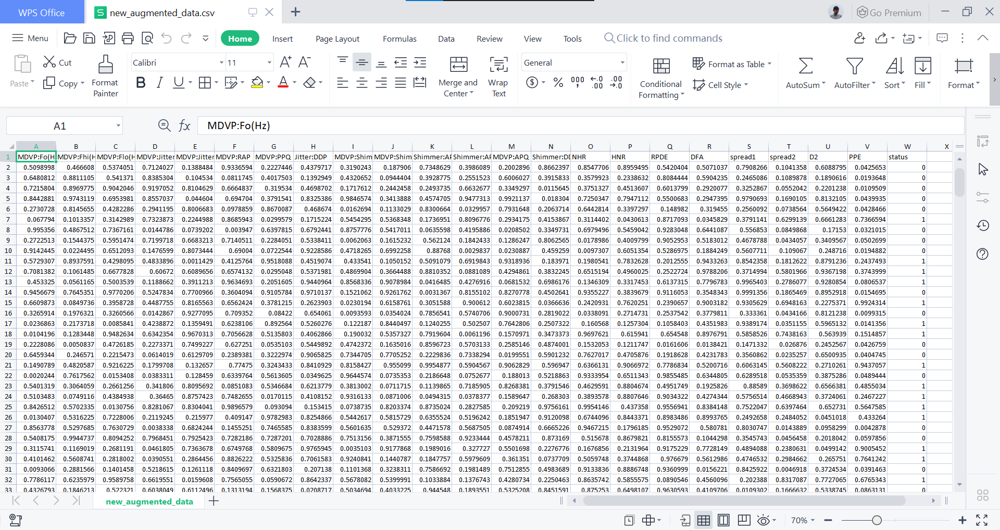 WPS Office new_augmented_data.csv Go Premium
Menu Home Insert Page Layout Formulas Data Review View Tools Click to find commands
Paste Cut Copy Format Painter Calibri 11 Merge and Center Wrap Text General Conditional Formatting Format as Table Cell Style AutoSum AutoFilter Sort Fill Format
A1 fx MDVP:Fo(Hz)
A B C D E F G H I J K L M N O P Q R S T U V W X
1 MDVP:Fo(H MDVP:Fhi(H MDVP:Flo(H MDVP:Jitter MDVP:Jitter MDVP:RAP MDVP:PPQ Jitter:DDP MDVP:Shim MDVP:Shim Shimmer:AP Shimmer:AP MDVP:APQ Shimmer:DD NHR HNR RPDE DFA spread1 spread2 D2 PPE status
2 0.5098998 0.466608 0.5374051 0.7124027 0.1388484 0.9336594 0.2227446 0.4379717 0.3190243 0.187906 0.7348629 0.3986089 0.2002896 0.8662397 0.8547706 0.8959495 0.5420404 0.5071037 0.7908266 0.1041358 0.6088795 0.0425653 0
3 0.6480812 0.8811105 0.541371 0.8385304 0.104534 0.0811745 0.4017503 0.1392949 0.4320652 0.0944404 0.3928775 0.2551523 0.6006027 0.3915833 0.3579923 0.2338632 0.8084444 0.5904235 0.2465086 0.1089878 0.1890616 0.0193648 0
4 0.7215804 0.8969775 0.9042046 0.9197052 0.8104629 0.6664837 0.319534 0.4698702 0.1717612 0.2442458 0.2493735 0.6632677 0.3349297 0.0115645 0.3751327 0.4513607 0.6013799 0.2920077 0.3252867 0.0552042 0.2201238 0.0109509 0
5 0.8442881 0.9743119 0.6953981 0.8557037 0.044604 0.694704 0.3791541 0.8325386 0.9846574 0.3413888 0.4574705 0.9477313 0.9921137 0.018304 0.7250347 0.7947112 0.5500683 0.2947395 0.9790693 0.1690105 0.8132105 0.0439935 0
6 0.2730728 0.8145655 0.4282286 0.2941195 0.8006683 0.0978859 0.8670087 0.468674 0.0162694 0.1133029 0.8300664 0.0329957 0.7931648 0.2063714 0.6442814 0.3397297 0.148982 0.319455 0.2560092 0.0738564 0.5649422 0.0428466 0
7 0.067794 0.1013357 0.3142989 0.7323873 0.2244988 0.8685943 0.0299579 0.1715224 0.5454295 0.5368348 0.1736951 0.8096776 0.2934175 0.4153867 0.3114402 0.0430613 0.8717093 0.0345829 0.3791141 0.6299139 0.6661283 0.7366594 1
8 0.995356 0.4867512 0.7367161 0.0144786 0.0739202 0.003947 0.6397815 0.6792441 0.8757776 0.5417011 0.0635598 0.4195886 0.0208502 0.3349731 0.6979496 0.5459042 0.9283048 0.6441087 0.556853 0.0849868 0.17153 0.0321015 0
9 0.2722513 0.1544375 0.5951474 0.7199718 0.6683213 0.7140511 0.2284051 0.5338411 0.0062063 0.1615232 0.562124 0.1842433 0.1286247 0.8062565 0.0178986 0.4009799 0.9052953 0.5183012 0.4678788 0.0434057 0.3409567 0.0502699 0
10 0.9142445 0.0224495 0.6512093 0.1476599 0.8073444 0.69004 0.0722544 0.9228586 0.4718265 0.6992258 0.88768 0.0029837 0.0230887 0.459259 0.0097307 0.6051354 0.5286975 0.1884249 0.5607711 0.109067 0.248716 0.0194882 0
11 0.5729307 0.8937591 0.4298095 0.4833896 0.0011429 0.4125764 0.9518088 0.4519074 0.433541 0.1050152 0.5091079 0.6919843 0.9318936 0.183971 0.1980541 0.7832628 0.2012555 0.9433263 0.8542358 0.1812622 0.8791236 0.2437493 1
12 0.7081382 0.1061485 0.6677828 0.60672 0.6089656 0.6574132 0.0295048 0.5371981 0.4869904 0.3664488 0.8810352 0.0881089 0.4294861 0.3832245 0.6515194 0.4960025 0.2522724 0.9788206 0.3714994 0.5801966 0.9367198 0.3743999 1
13 0.453325 0.0561165 0.5003539 0.1188662 0.3911213 0.9634693 0.2051605 0.9440964 0.8568336 0.9078984 0.0416485 0.4276916 0.0681532 0.6986176 0.1346309 0.3317453 0.6137315 0.7796783 0.9965403 0.2786077 0.9280854 0.0806537 1
14 0.9456679 0.7645351 0.9770206 0.5247834 0.7700966 0.3604094 0.9105784 0.9710137 0.1521062 0.9261762 0.0031367 0.8155102 0.8270778 0.4502641 0.9355227 0.3839679 0.9116053 0.3548343 0.9991356 0.1865469 0.8952918 0.0154695 0
15 0.6609873 0.0849736 0.3958728 0.4487755 0.8165563 0.6562424 0.3781215 0.2623903 0.0230194 0.6158761 0.3051588 0.900612 0.6023815 0.0366636 0.2420931 0.7620251 0.2390657 0.9003182 0.9305629 0.6948163 0.2275371 0.9924314 1
16 0.3265914 0.1976321 0.3260566 0.0142867 0.9277095 0.709352 0.08422 0.654061 0.0093593 0.0354024 0.7856541 0.5740706 0.9000731 0.2819022 0.0338091 0.2714731 0.2537542 0.3779811 0.333361 0.0434166 0.8121238 0.0099315 0
17 0.0236863 0.2173718 0.0085841 0.4238872 0.1359491 0.6238106 0.892564 0.5260276 0.122187 0.8440497 0.1240255 0.502507 0.7642806 0.2507322 0.160568 0.1257304 0.1058403 0.4351983 0.9389174 0.0351155 0.5965132 0.0141356 1
18 0.0104196 0.1283448 0.9482634 0.6342354 0.9670313 0.7056628 0.5135803 0.4062866 0.190032 0.5357327 0.7919604 0.0061196 0.1570971 0.3473373 0.9697621 0.615941 0.654548 0.8976791 0.5858526 0.7438163 0.563939 0.1514857 1
19 0.2228086 0.0050837 0.4726185 0.2273371 0.7499227 0.627251 0.0535103 0.5449892 0.4742372 0.1635016 0.8596723 0.5703133 0.2585146 0.4874001 0.1532053 0.1211747 0.0161606 0.0138421 0.1471332 0.026876 0.2452567 0.0426759 0
20 0.6459344 0.246571 0.2215473 0.0614019 0.6129709 0.2389381 0.3222974 0.9065825 0.7344705 0.7705252 0.2229836 0.7338294 0.0199551 0.5901232 0.7627017 0.4705876 0.1918628 0.4231783 0.3560862 0.0235257 0.6500935 0.0404745 0
21 0.1490789 0.4820587 0.9216225 0.1799708 0.132657 0.77475 0.3243433 0.8410929 0.8158427 0.955099 0.9954877 0.5904567 0.9062829 0.596947 0.6366131 0.9066972 0.7786834 0.5200716 0.6063145 0.5608222 0.2710261 0.9437057 1
22 0.0020244 0.7617562 0.0153408 0.0383311 0.128459 0.6339764 0.5613605 0.0349625 0.9644574 0.0735353 0.2186648 0.0752677 0.188013 0.5218863 0.9333954 0.6511343 0.9855485 0.6344805 0.6289518 0.0535359 0.3875286 0.0489444 0
23 0.5401319 0.3064059 0.2661256 0.341806 0.8095692 0.0851083 0.5346684 0.6213779 0.3813002 0.0711715 0.1139865 0.7185905 0.8268381 0.3791546 0.4629591 0.8804674 0.4951749 0.1925826 0.88589 0.3698622 0.6566381 0.4855034 1
24 0.5103483 0.0749116 0.4384938 0.36465 0.8757423 0.7482655 0.0170115 0.4108152 0.9316133 0.0871006 0.0494315 0.0378377 0.1589647 0.268303 0.3893578 0.8807646 0.9034322 0.4274344 0.5756514 0.4668943 0.3724061 0.2467227 1
25 0.8426512 0.5702335 0.0130756 0.8281067 0.8304041 0.9896579 0.093094 0.153415 0.0738735 0.8203374 0.8735024 0.2827585 0.209219 0.9756161 0.9954146 0.437358 0.9556941 0.8384148 0.7522047 0.6397464 0.652731 0.5647585 1
26 0.0130407 0.5316225 0.7228006 0.2119245 0.215977 0.409147 0.9782983 0.8254866 0.5442617 0.5815729 0.6355524 0.5196242 0.1851947 0.9120098 0.6744096 0.8443371 0.8983486 0.8993765 0.2492658 0.2484052 0.0451018 0.433264 1
27 0.8563778 0.5297685 0.7630729 0.0038338 0.6824244 0.1455251 0.7465585 0.8383599 0.5601635 0.529372 0.4471578 0.5687505 0.0874914 0.6665226 0.9467215 0.1796185 0.9529072 0.580781 0.8030747 0.0143889 0.0958299 0.0042878 0
28 0.5408175 0.9944737 0.8094252 0.7968451 0.7925423 0.7282186 0.7287201 0.7028886 0.7513156 0.3871555 0.7598588 0.9233444 0.4578211 0.873169 0.515678 0.8679821 0.8155573 0.1044298 0.3545743 0.0456458 0.2018042 0.0597856 0
29 0.3115741 0.1169019 0.2681191 0.0461805 0.7363678 0.6749768 0.5809675 0.9765945 0.0035103 0.9177868 0.1989016 0.327727 0.5501698 0.2276776 0.1676856 0.2131964 0.9175229 0.7728149 0.4894088 0.2380631 0.0499142 0.9005452 1
30 0.4101462 0.5608741 0.2818002 0.0390551 0.2864456 0.8826222 0.5325836 0.7061583 0.9240841 0.1440787 0.1847757 0.5979609 0.361351 0.0737709 0.5059748 0.3744868 0.976679 0.5612986 0.4746532 0.2984662 0.265751 0.7641242 1
31 0.0093066 0.2881566 0.1401458 0.5218615 0.1261118 0.8409697 0.6321803 0.207138 0.1101368 0.3238311 0.7586692 0.1981489 0.7512855 0.4983689 0.9133836 0.8886748 0.9360999 0.0156221 0.8425922 0.0046918 0.3724534 0.0391463 0
32 0.7786117 0.6235979 0.9589758 0.6619551 0.0159608 0.7565055 0.0590672 0.8642337 0.5678082 0.5399991 0.1033884 0.1376743 0.4280734 0.2250463 0.8635742 0.5855575 0.0890546 0.4560096 0.202388 0.8317087 0.7727065 0.6765343 1
33 0.4326793 0.1846213 0.522321 0.6038049 0.6112496 0.1313194 0.1568375 0.0208717 0.5034694 0.4033225 0.944548 0.1893551 0.5325208 0.8451591 0.875253 0.6498107 0.9630593 0.4109706 0.0109302 0.1666632 0.5338745 0.0863131 0
new_augmented_data
70%